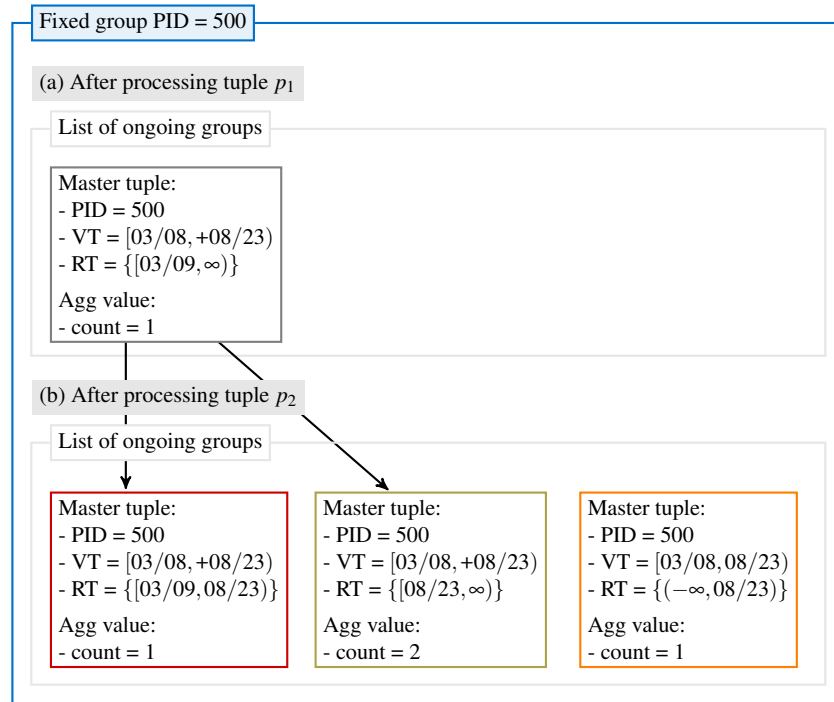 Fixed group PID = 500
(a) After processing tuple p₁
List of ongoing groups
Master tuple:
- PID = 500
- VT = [03/08, +08/23)
- RT = {[03/09, ∞)}
Agg value:
- count = 1
(b) After processing tuple p₂
List of ongoing groups
Master tuple:
- PID = 500
- VT = [03/08, +08/23)
- RT = {[03/09, 08/23)}
Agg value:
- count = 1
Master tuple:
- PID = 500
- VT = [03/08, +08/23)
- RT = {[08/23, ∞)}
Agg value:
- count = 2
Master tuple:
- PID = 500
- VT = [03/08, 08/23)
- RT = {(−∞, 08/23)}
Agg value:
- count = 1